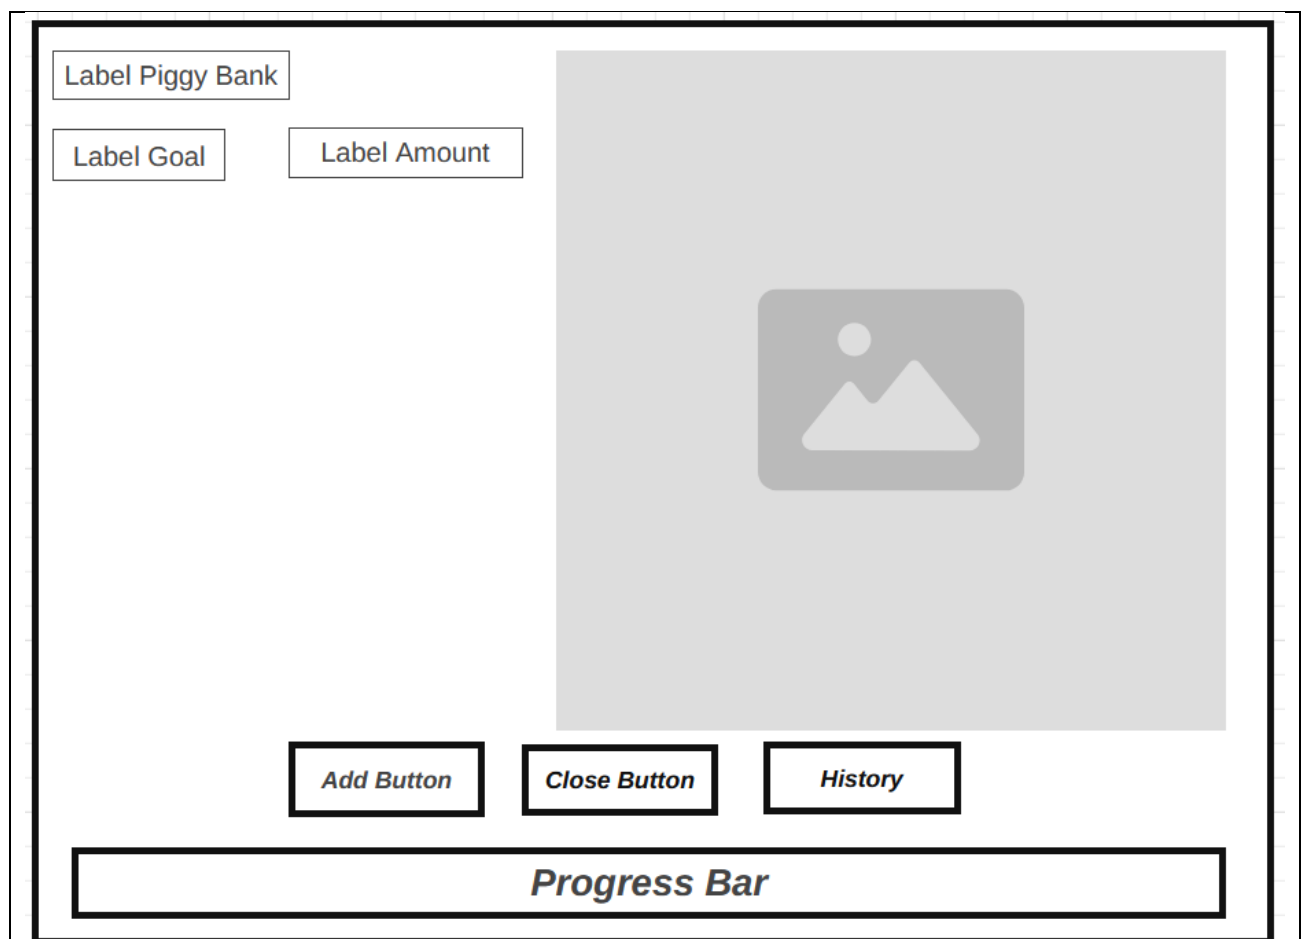 Label Piggy Bank
Label Goal
Label Amount
Add Button
Close Button
History
Progress Bar